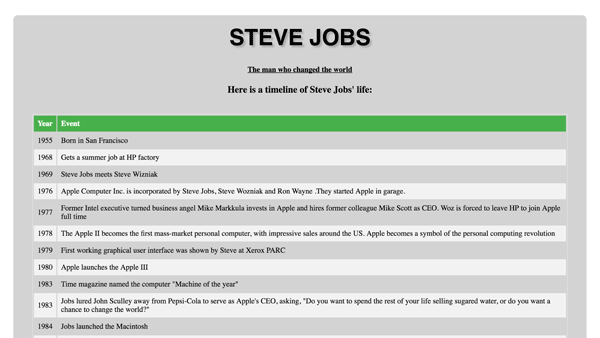 STEVE JOBS
The man who changed the world
Here is a timeline of Steve Jobs' life:
Year Event
1955 Born in San Francisco
1968 Gets a summer job at HP factory
1969 Steve Jobs meets Steve Wizniak
1976 Apple Computer Inc. is incorporated by Steve Jobs, Steve Wozniak and Ron Wayne .They started Apple in garage.
1977 Former Intel executive turned business angel Mike Markkula invests in Apple and hires former colleague Mike Scott as CEO. Woz is forced to leave HP to join Apple
full time
1978 The Apple II becomes the first mass-market personal computer, with impressive sales around the US. Apple becomes a symbol of the personal computing revolution
1979 First working graphical user interface was shown by Steve at Xerox PARC
1980 Apple launches the Apple III
1983 Time magazine named the computer "Machine of the year"
1983 Jobs lured John Sculley away from Pepsi-Cola to serve as Apple's CEO, asking, "Do you want to spend the rest of your life selling sugared water, or do you want a
chance to change the world?"
1984 Jobs launched the Macintosh